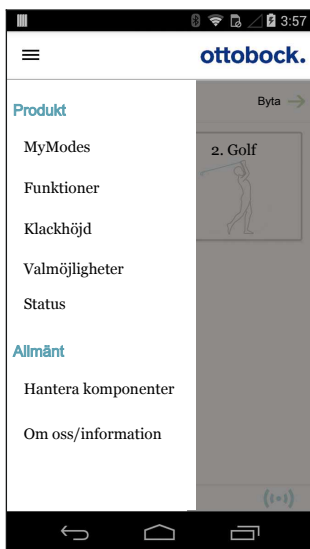 3:57
ottobock.
Produkt
Byta
MyModes
2. Golf
Funktioner
Klackhöjd
Valmöjligheter
Status
Allmänt
Hantera komponenter
Om oss/information